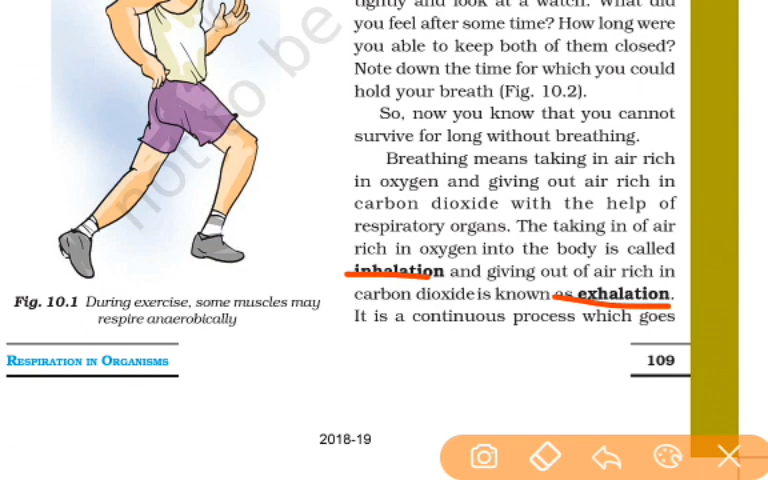 tightly and look at a watch. What did
you feel after some time? How long were
you able to keep both of them closed?
Note down the time for which you could
hold your breath (Fig. 10.2).
So, now you know that you cannot
survive for long without breathing.
Breathing means taking in air rich
in oxygen and giving out air rich in
carbon dioxide with the help of
respiratory organs. The taking in of air
rich in oxygen into the body is called
inhalation and giving out of air rich in
carbon dioxide is known as exhalation.
It is a continuous process which goes
not to be
Fig. 10.1 During exercise, some muscles may
respire anaerobically
RESPIRATION IN ORGANISMS
109
2018-19